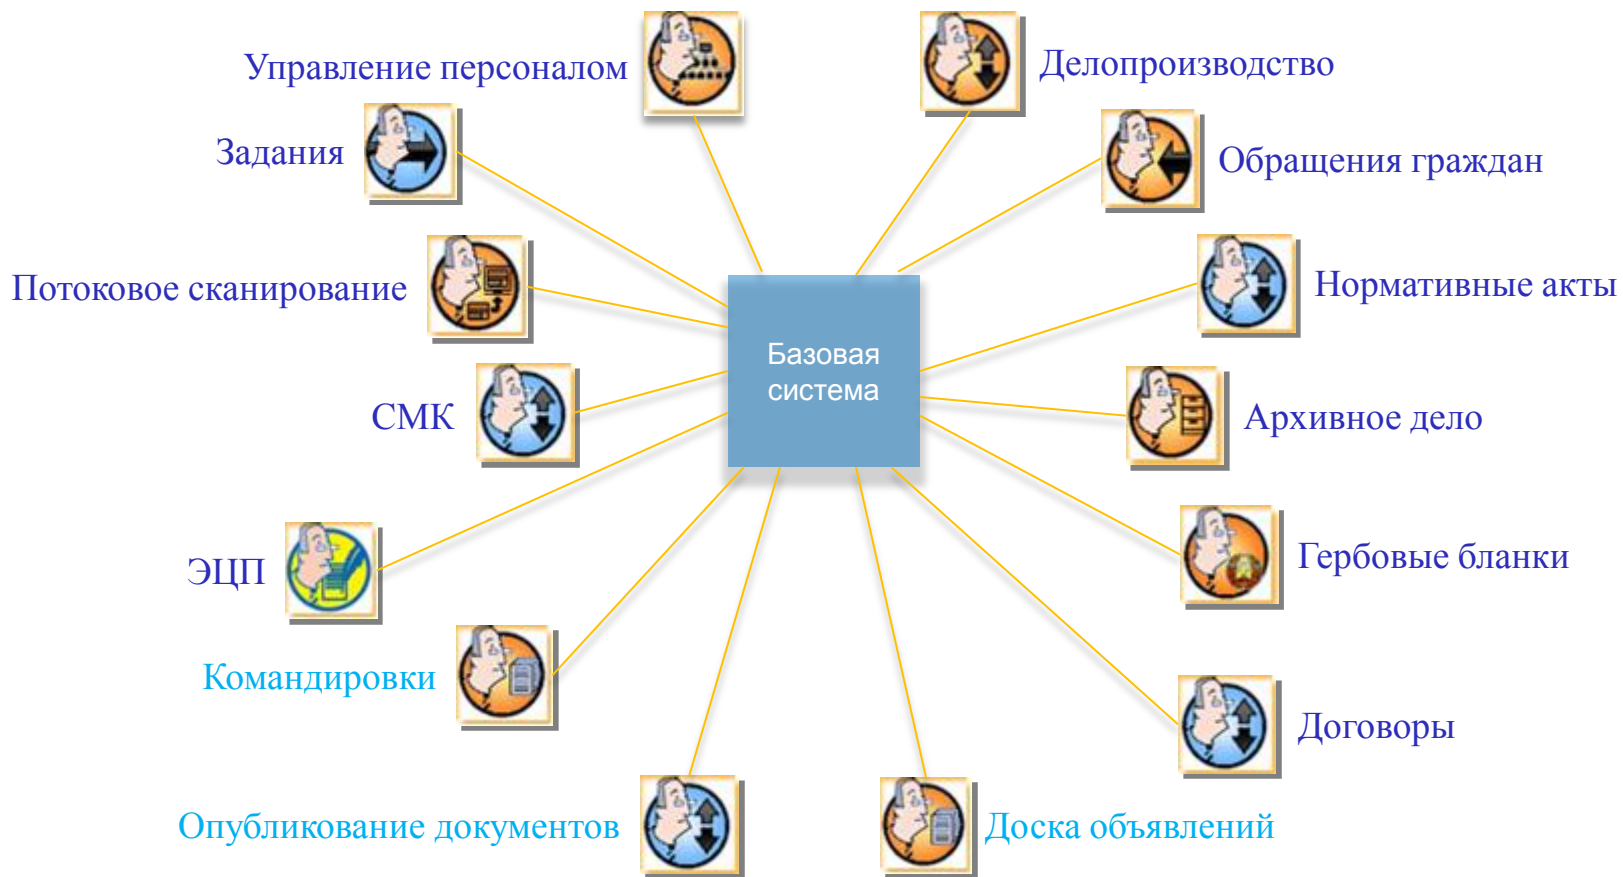 Управление персоналом
Делопроизводство
Задания
Обращения граждан
Потоковое сканирование
Нормативные акты
Базовая
система
СМК
Архивное дело
ЭЦП
Гербовые бланки
Командировки
Договоры
Опубликование документов
Доска объявлений